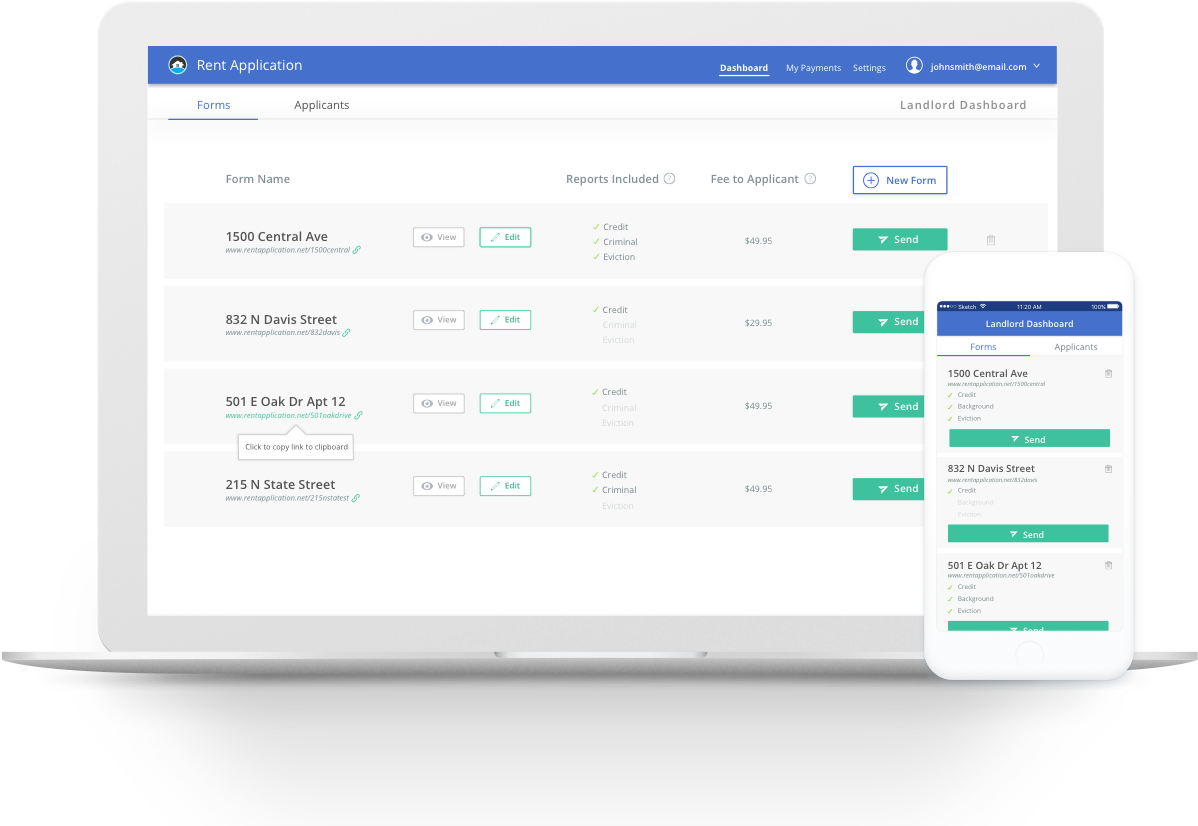 Rent Application
Dashboard My Payments Settings johnsmith@email.com
Forms Applicants Landlord Dashboard
Form Name Reports Included ? Fee to Applicant ? New Form
1500 Central Ave
www.rentapplication.net/1500central
View Edit
Credit
Criminal
Eviction
$49.95
Send
832 N Davis Street
www.rentapplication.net/832davis
View Edit
Credit
Criminal
Eviction
$29.95
Send
501 E Oak Dr Apt 12
www.rentapplication.net/501oakdrive
Click to copy link to clipboard
View Edit
Credit
Criminal
Eviction
$49.95
Send
215 N State Street
www.rentapplication.net/215nstatest
View Edit
Credit
Criminal
Eviction
$49.95
Send
Sketch 11:20 AM 100%
Landlord Dashboard
Forms Applicants
1500 Central Ave
www.rentapplication.net/1500central
Credit
Background
Eviction
Send
832 N Davis Street
www.rentapplication.net/832davis
Credit
Background
Eviction
Send
501 E Oak Dr Apt 12
www.rentapplication.net/501oakdrive
Credit
Background
Eviction
Send